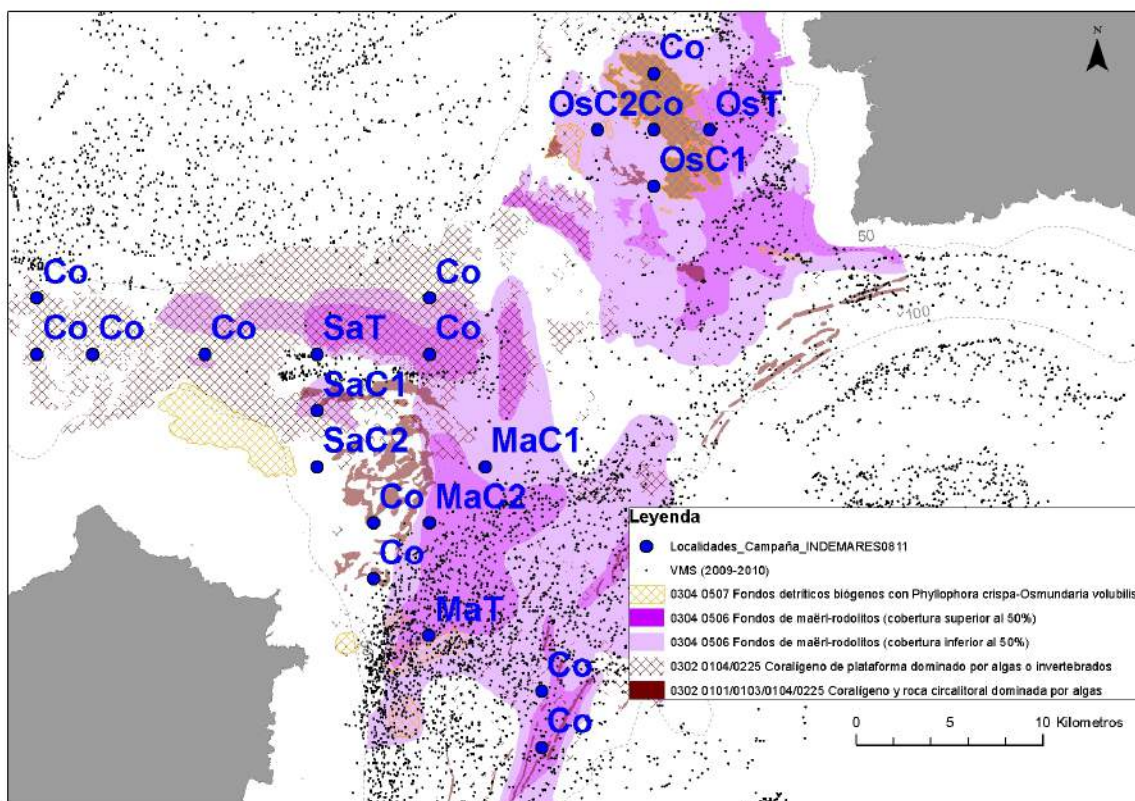 N
Co
OsC2Co OsT
OsC1
50
100
Co Co
Co Co Co SaT Co
SaC1
SaC2 MaC1
Co MaC2
Co
MaT
Co
Co
Leyenda
Localidades_Campaña_INDEMARES0811
VMS (2009-2010)
0304 0507 Fondos detríticos biógenos con Phyllophora crispa-Osmundaria volubilis
0304 0506 Fondos de maërl-rodolitos (cobertura superior al 50%)
0304 0506 Fondos de maërl-rodolitos (cobertura inferior al 50%)
0302 0104/0225 Coralígeno de plataforma dominado por algas o invertebrados
0302 0101/0103/0104/0225 Coralígeno y roca circalitoral dominada por algas
0 5 10 Kilometros